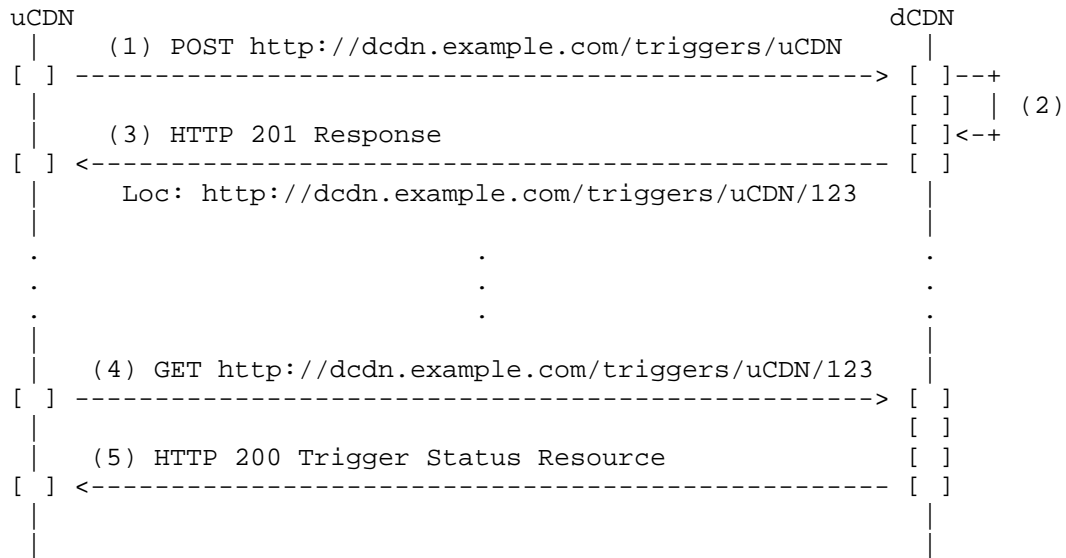 uCDN dCDN
(1) POST http://dcdn.example.com/triggers/uCDN
[ ] --------------------------------------------------> [ ]--+
[ ] | (2)
(3) HTTP 201 Response [ ]<-+
[ ] <-------------------------------------------------- [ ]
Loc: http://dcdn.example.com/triggers/uCDN/123
. . .
. . .
. . .
(4) GET http://dcdn.example.com/triggers/uCDN/123
[ ] --------------------------------------------------> [ ]
[ ]
(5) HTTP 200 Trigger Status Resource [ ]
[ ] <-------------------------------------------------- [ ]